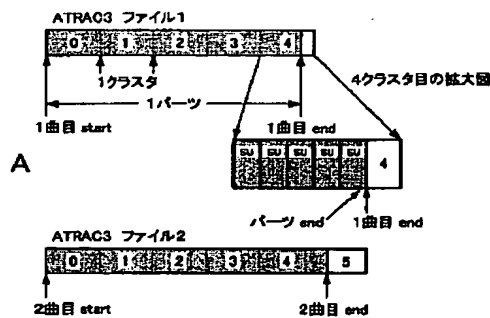 ATRAC3 ファイル1
0 1 2 3 4
1クラスタ
4クラスタ目の拡大図
1パーツ
1曲目 start
1曲目 end
A
SU SU SU SU SU 4
パーツ end
1曲目 end
ATRAC3 ファイル2
0 1 2 3 4 5
2曲目 start
2曲目 end